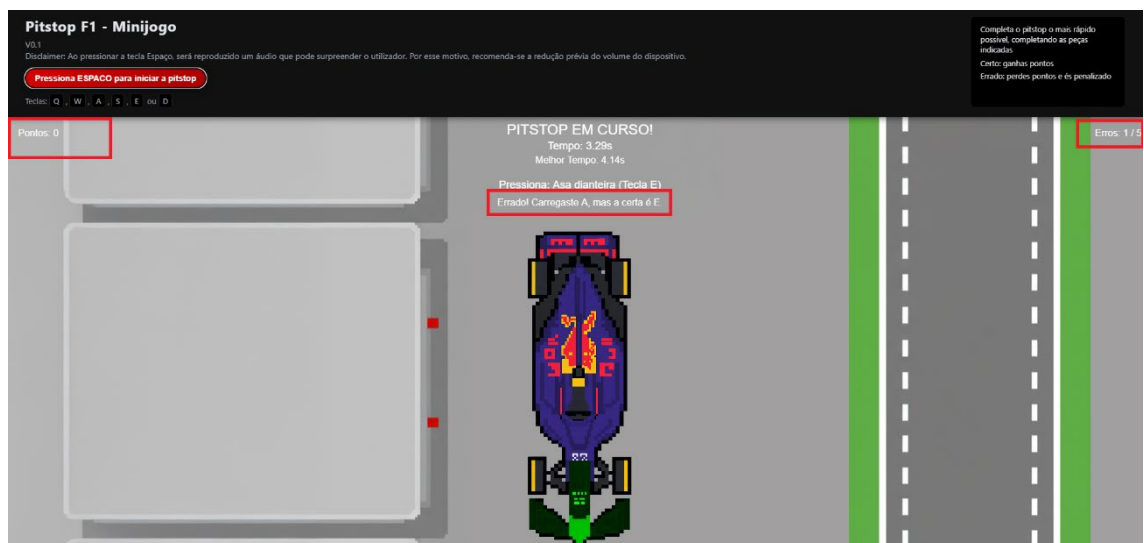 Pitstop F1 - Minijogo
V0.1
Disclaimer: Ao pressionar a tecla Espaço, será reproduzido um áudio que pode surpreender o utilizador. Por esse motivo, recomenda-se a redução prévia do volume do dispositivo.
Pressiona ESPACO para iniciar a pitstop
Teclas: Q , W , A , S , E ou D
Completa o pitstop o mais rápido
possível, completando as peças
indicadas
Certo: ganhas pontos
Errado: perdes pontos e és penalizado
Pontos: 0
PITSTOP EM CURSO!
Tempo: 3.29s
Melhor Tempo: 4.14s
Pressiona: Asa dianteira (Tecla E)
Errado! Carregaste A, mas a certa é E.
Erros: 1 / 5